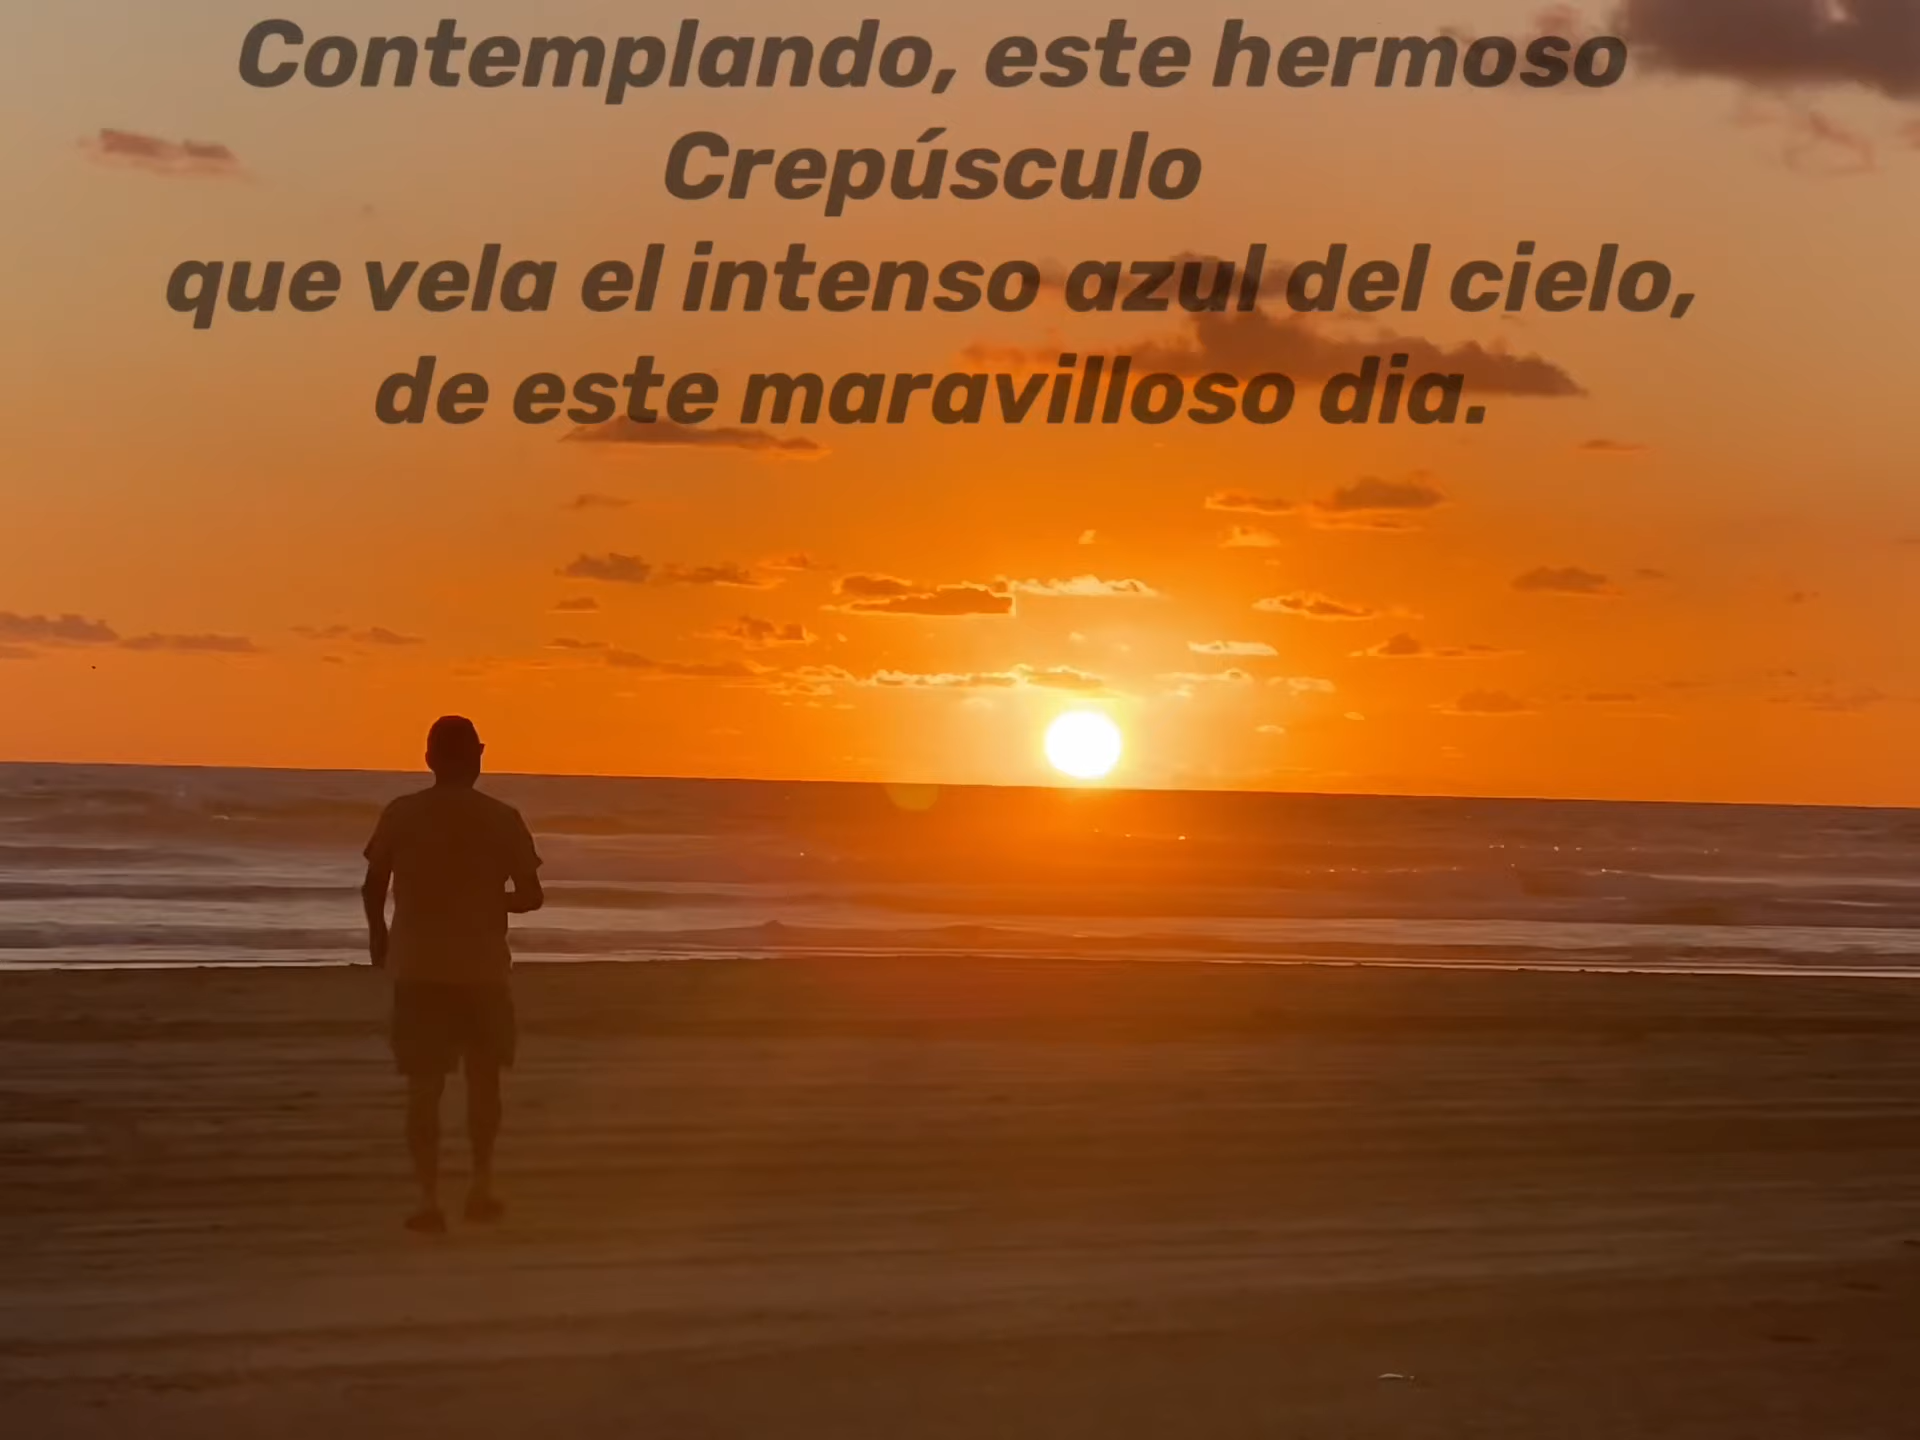 Contemplando, este hermoso
Crepúsculo
que vela el intenso azul del cielo,
de este maravilloso dia.